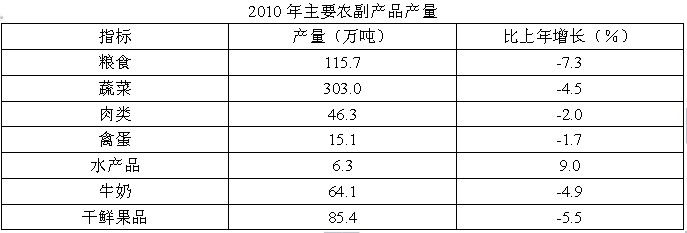 2010 年主要农副产品产量
指标 产量（万吨） 比上年增长（%）
粮食 115.7 -7.3
蔬菜 303.0 -4.5
肉类 46.3 -2.0
禽蛋 15.1 -1.7
水产品 6.3 9.0
牛奶 64.1 -4.9
干鲜果品 85.4 -5.5